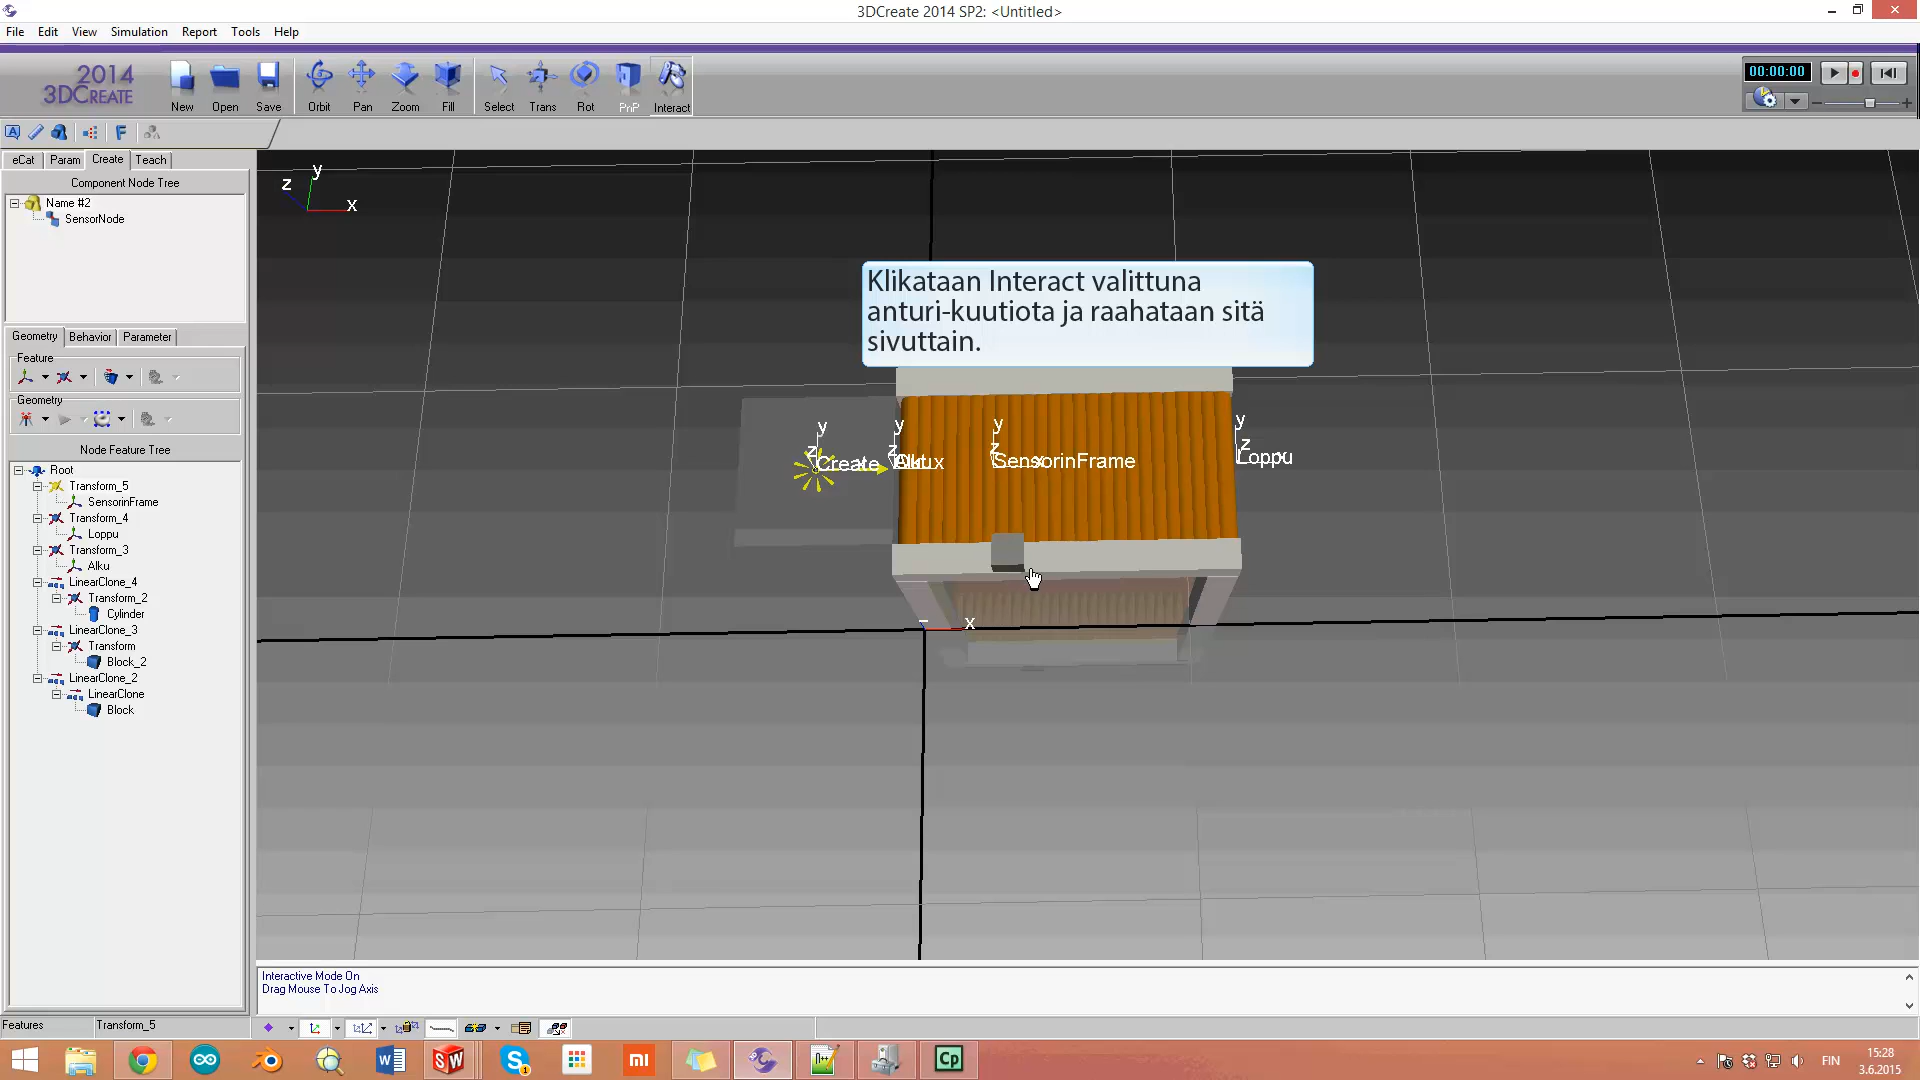 3DCreate 2014 SP2: <Untitled>
File Edit View Simulation Report Tools Help
2014
3DCREATE
New Open Save Orbit Pan Zoom Fill Select Trans Rot PnP Interact
00:00:00
eCat Param Create Teach
Component Node Tree
Name #2
SensorNode
Geometry Behavior Parameter
Feature
Geometry
Node Feature Tree
Root
Transform_5
SensorinFrame
Transform_4
Loppu
Transform_3
Alku
LinearClone_4
Transform_2
Cylinder
LinearClone_3
Transform
Block_2
LinearClone_2
LinearClone
Block
Features Transform_5
z y x
Klikataan Interact valittuna
anturi-kuutiota ja raahataan sitä
sivuttain.
y y y y
z z z z
Create Alku x SensorinFrame Loppu
x
Interactive Mode On
Drag Mouse To Jog Axis
FIN
15:28
3.6.2015